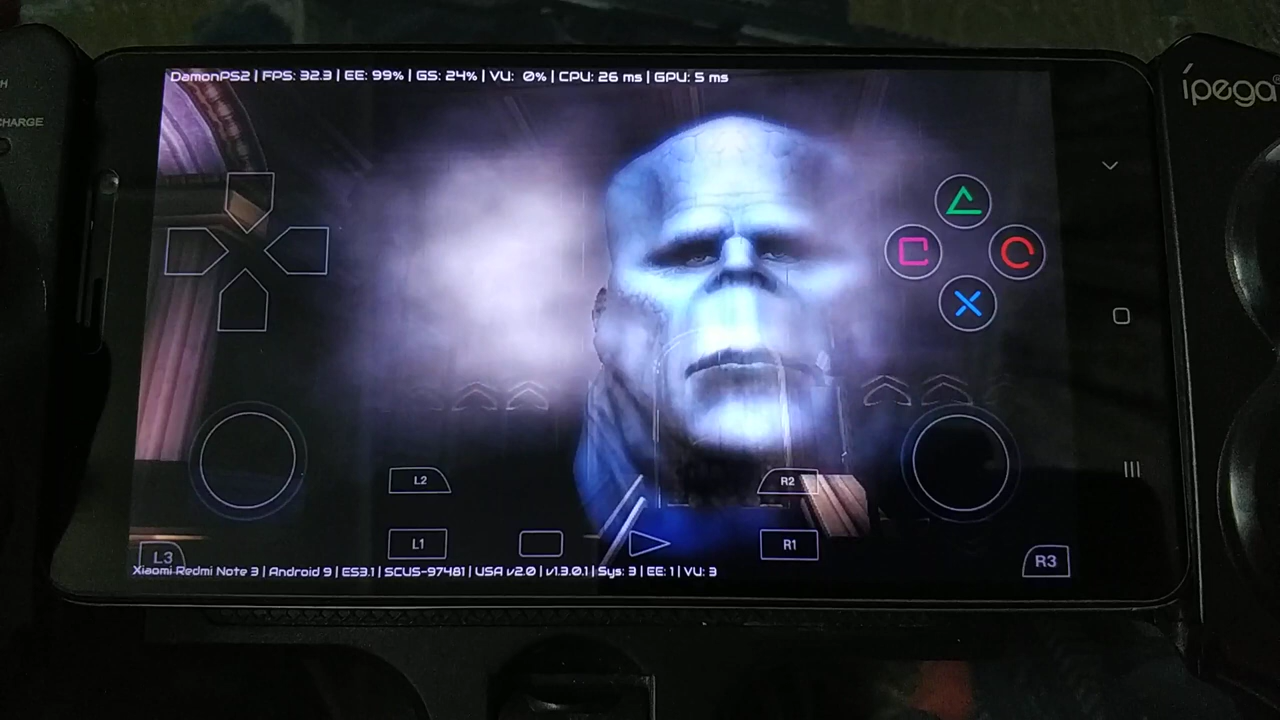 DamonPS2 | FPS: 32.3 | EE: 99% | GS: 24% | VU: 0% | CPU: 26 ms | GPU: 5 ms
ípega
CHARGE
L2
R2
L1
R1
L3
R3
Xiaomi Redmi Note 3 | Android 9 | ES3.1 | SCUS-97481 | USA v2.0 | v1.3.0.1 | Sys: 3 | EE: 1 | VU: 3